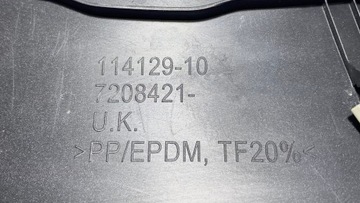 114129-10
7208421-
U.K.
>PP/EPDM, TF20%<